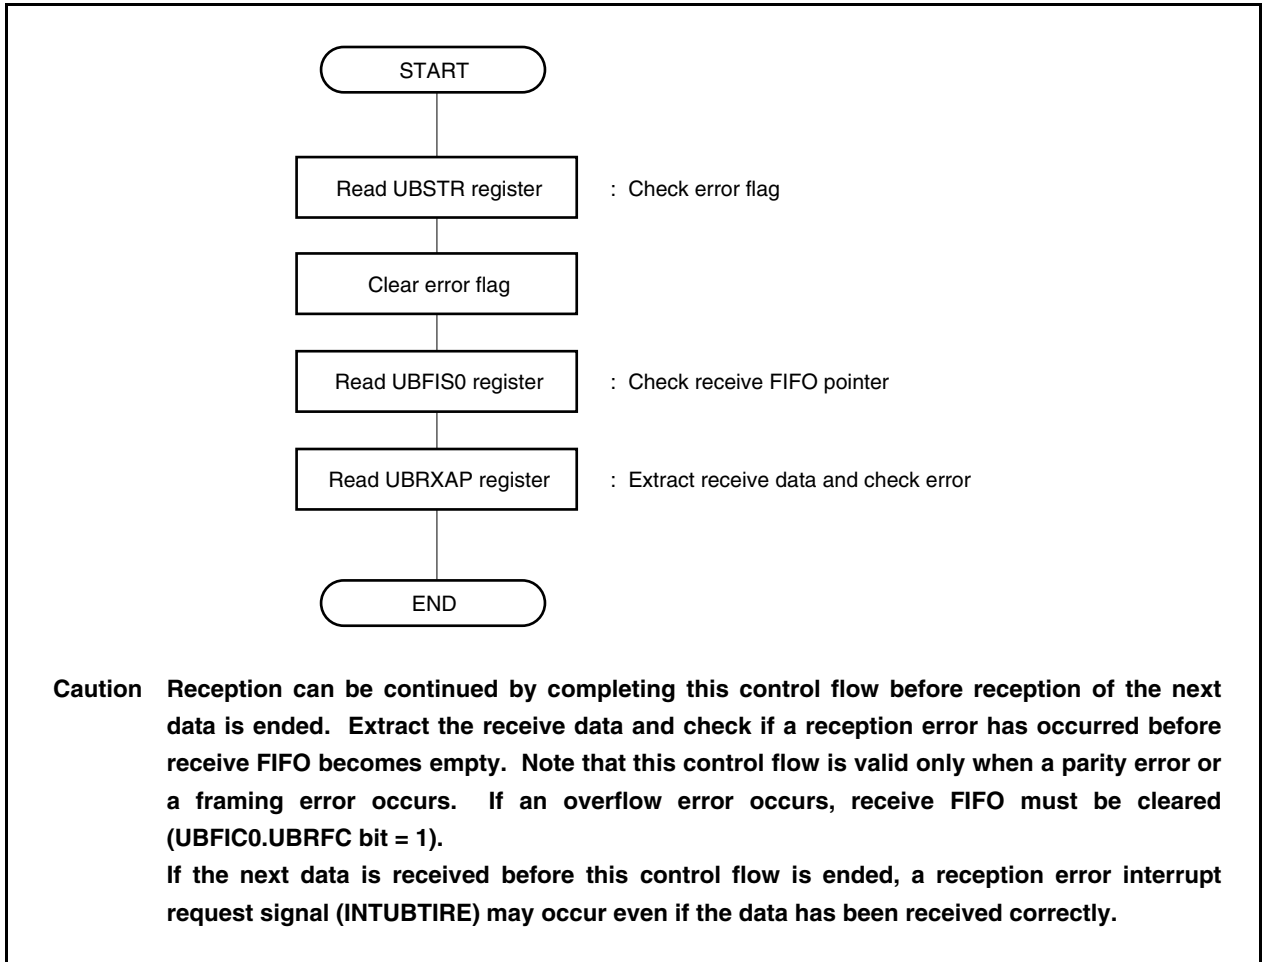 START
Read UBSTR register : Check error flag
Clear error flag
Read UBFIS0 register : Check receive FIFO pointer
Read UBRXAP register : Extract receive data and check error
END
Caution Reception can be continued by completing this control flow before reception of the next
data is ended. Extract the receive data and check if a reception error has occurred before
receive FIFO becomes empty. Note that this control flow is valid only when a parity error or
a framing error occurs. If an overflow error occurs, receive FIFO must be cleared
(UBFIC0.UBRFC bit = 1).
If the next data is received before this control flow is ended, a reception error interrupt
request signal (INTUBTIRE) may occur even if the data has been received correctly.